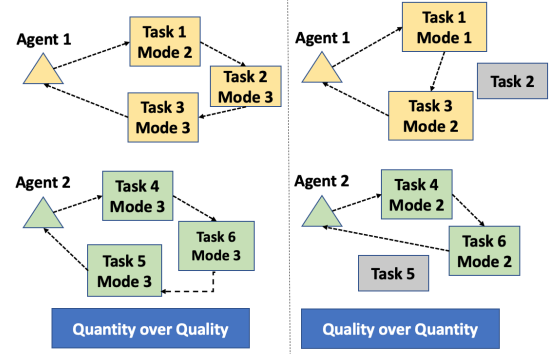 Agent 1
Task 1
Mode 2
Task 2
Mode 3
Task 3
Mode 3
Agent 2
Task 4
Mode 3
Task 6
Mode 3
Task 5
Mode 3
Quantity over Quality
Agent 1
Task 1
Mode 1
Task 2
Task 3
Mode 2
Agent 2
Task 4
Mode 2
Task 6
Mode 2
Task 5
Quality over Quantity